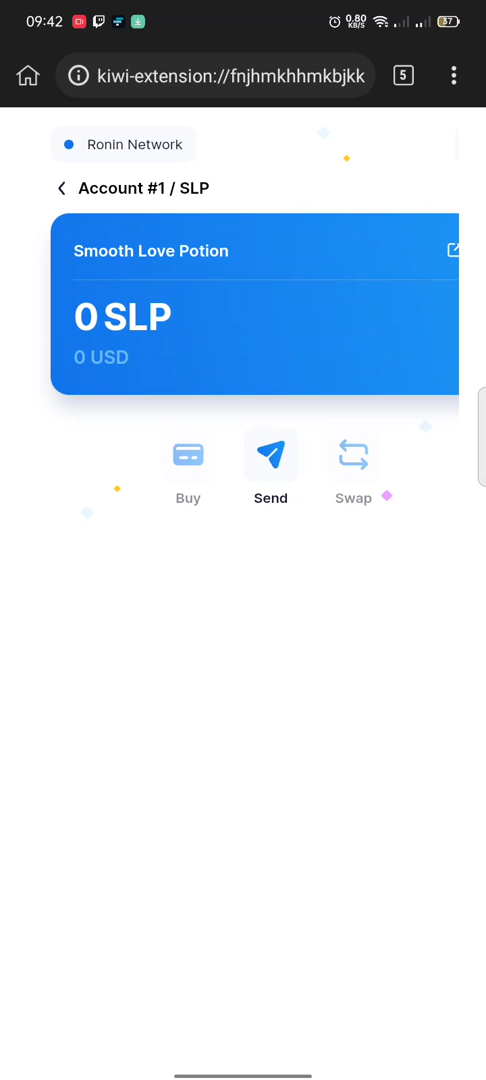 09:42
0.80
KB/S
37
kiwi-extension://fnjhmkhhmkbjkk
5
Ronin Network
Account #1 / SLP
Smooth Love Potion
0 SLP
0 USD
Buy
Send
Swap